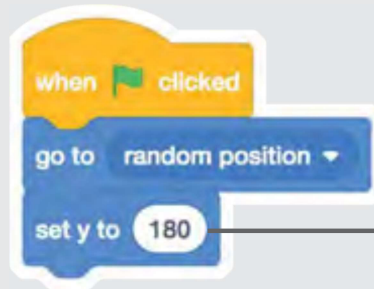 when clicked
go to random position
set y to 180